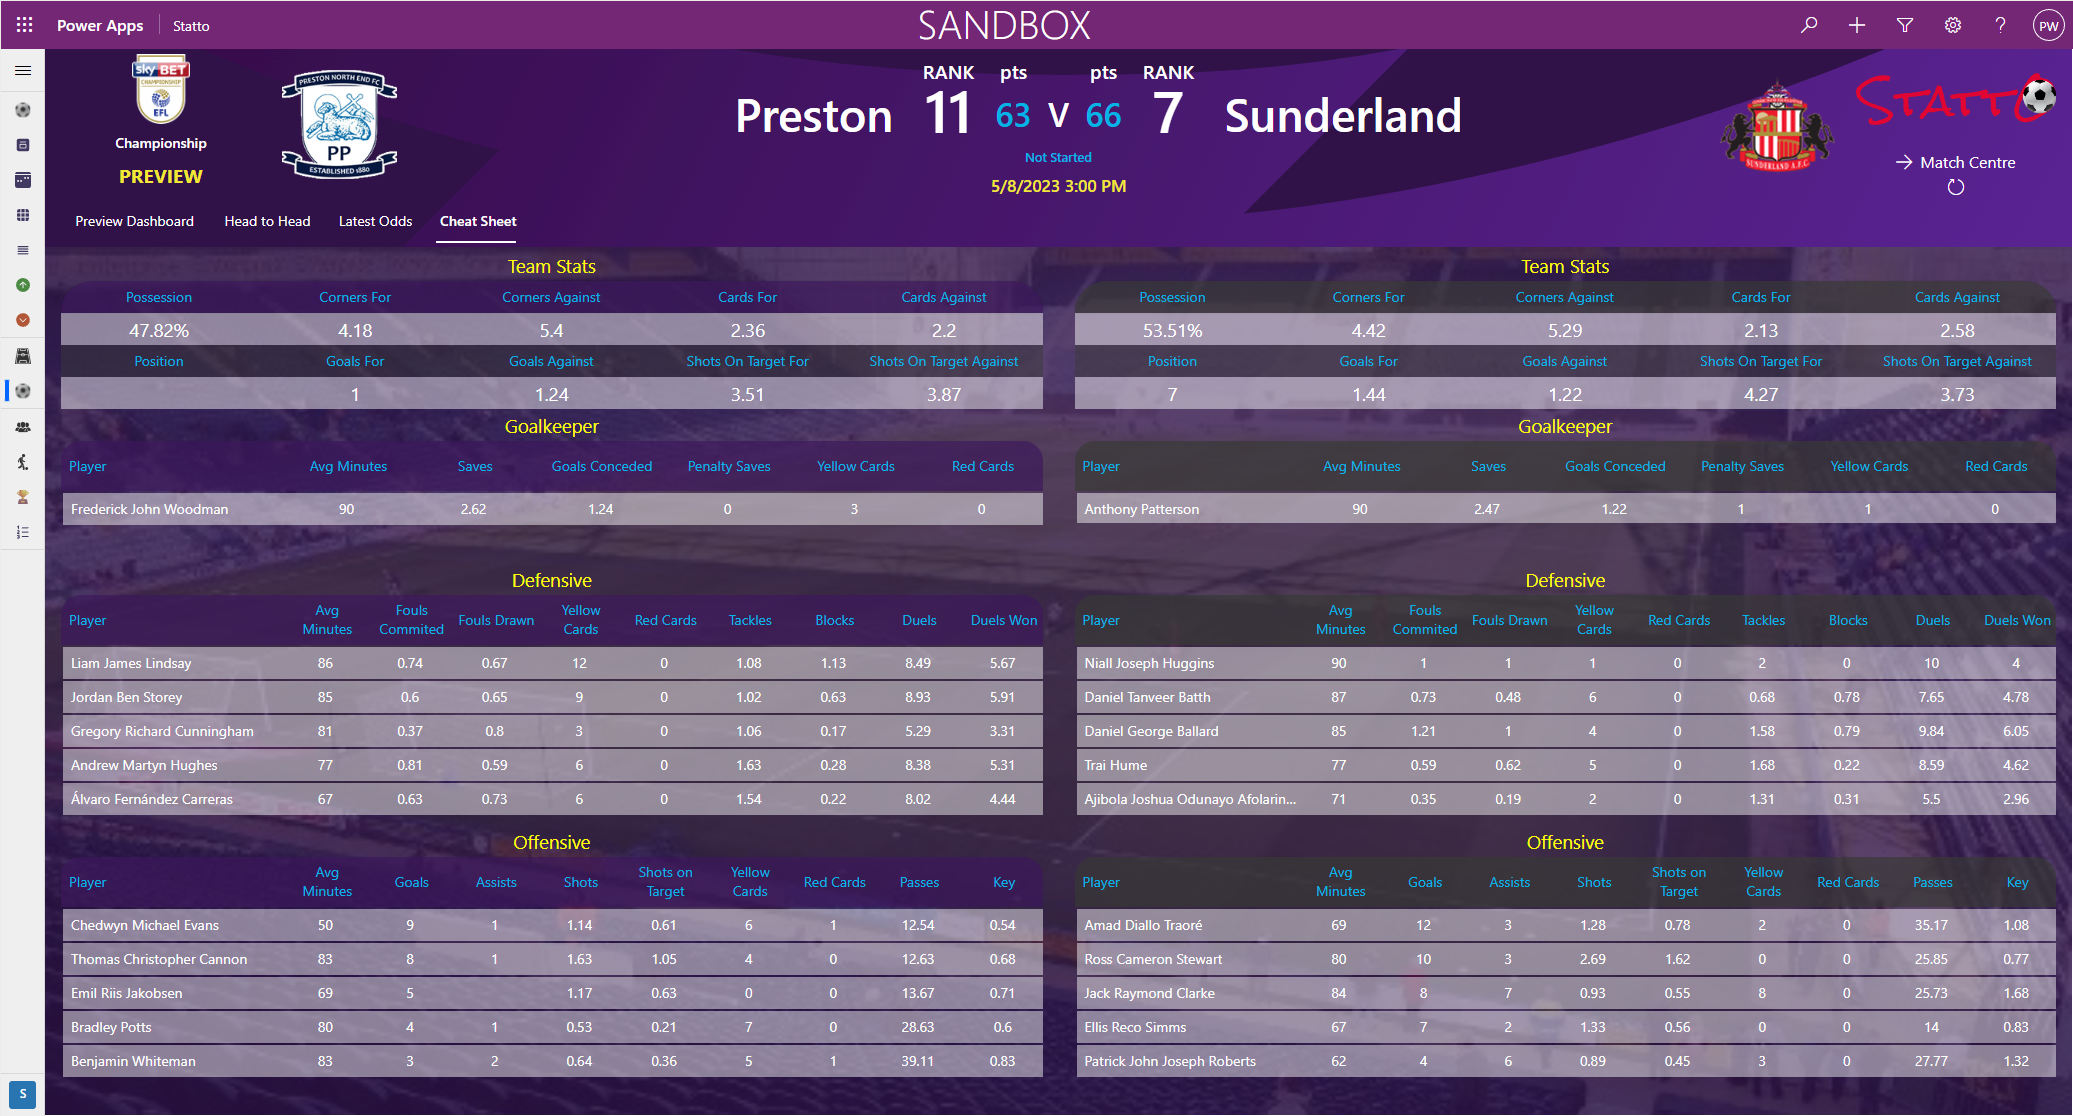 Power Apps Statto SANDBOX PW
sky BET
CHAMPIONSHIP
EFL
Championship
PREVIEW
PRESTON NORTH END FC
PP
ESTABLISHED 1880
RANK pts pts RANK
Preston 11 63 V 66 7 Sunderland
Not Started
5/8/2023 3:00 PM
SUNDERLAND A.F.C.
STATTO
Match Centre
Preview Dashboard Head to Head Latest Odds Cheat Sheet
Team Stats
Possession Corners For Corners Against Cards For Cards Against
47.82% 4.18 5.4 2.36 2.2
Position Goals For Goals Against Shots On Target For Shots On Target Against
1 1.24 3.51 3.87
Goalkeeper
Player Avg Minutes Saves Goals Conceded Penalty Saves Yellow Cards Red Cards
Frederick John Woodman 90 2.62 1.24 0 3 0
Defensive
Player Avg Minutes Fouls Commited Fouls Drawn Yellow Cards Red Cards Tackles Blocks Duels Duels Won
Liam James Lindsay 86 0.74 0.67 12 0 1.08 1.13 8.49 5.67
Jordan Ben Storey 85 0.6 0.65 9 0 1.02 0.63 8.93 5.91
Gregory Richard Cunningham 81 0.37 0.8 3 0 1.06 0.17 5.29 3.31
Andrew Martyn Hughes 77 0.81 0.59 6 0 1.63 0.28 8.38 5.31
Álvaro Fernández Carreras 67 0.63 0.73 6 0 1.54 0.22 8.02 4.44
Offensive
Player Avg Minutes Goals Assists Shots Shots on Target Yellow Cards Red Cards Passes Key
Chedwyn Michael Evans 50 9 1 1.14 0.61 6 1 12.54 0.54
Thomas Christopher Cannon 83 8 1 1.63 1.05 4 0 12.63 0.68
Emil Riis Jakobsen 69 5 1.17 0.63 0 0 13.67 0.71
Bradley Potts 80 4 1 0.53 0.21 7 0 28.63 0.6
Benjamin Whiteman 83 3 2 0.64 0.36 5 1 39.11 0.83
Team Stats
Possession Corners For Corners Against Cards For Cards Against
53.51% 4.42 5.29 2.13 2.58
Position Goals For Goals Against Shots On Target For Shots On Target Against
7 1.44 1.22 4.27 3.73
Goalkeeper
Player Avg Minutes Saves Goals Conceded Penalty Saves Yellow Cards Red Cards
Anthony Patterson 90 2.47 1.22 1 1 0
Defensive
Player Avg Minutes Fouls Commited Fouls Drawn Yellow Cards Red Cards Tackles Blocks Duels Duels Won
Niall Joseph Huggins 90 1 1 1 0 2 0 10 4
Daniel Tanveer Batth 87 0.73 0.48 6 0 0.68 0.78 7.65 4.78
Daniel George Ballard 85 1.21 1 4 0 1.58 0.79 9.84 6.05
Trai Hume 77 0.59 0.62 5 0 1.68 0.22 8.59 4.62
Ajibola Joshua Odunayo Afolarin... 71 0.35 0.19 2 0 1.31 0.31 5.5 2.96
Offensive
Player Avg Minutes Goals Assists Shots Shots on Target Yellow Cards Red Cards Passes Key
Amad Diallo Traoré 69 12 3 1.28 0.78 2 0 35.17 1.08
Ross Cameron Stewart 80 10 3 2.69 1.62 0 0 25.85 0.77
Jack Raymond Clarke 84 8 7 0.93 0.55 8 0 25.73 1.68
Ellis Reco Simms 67 7 2 1.33 0.56 0 0 14 0.83
Patrick John Joseph Roberts 62 4 6 0.89 0.45 3 0 27.77 1.32
S